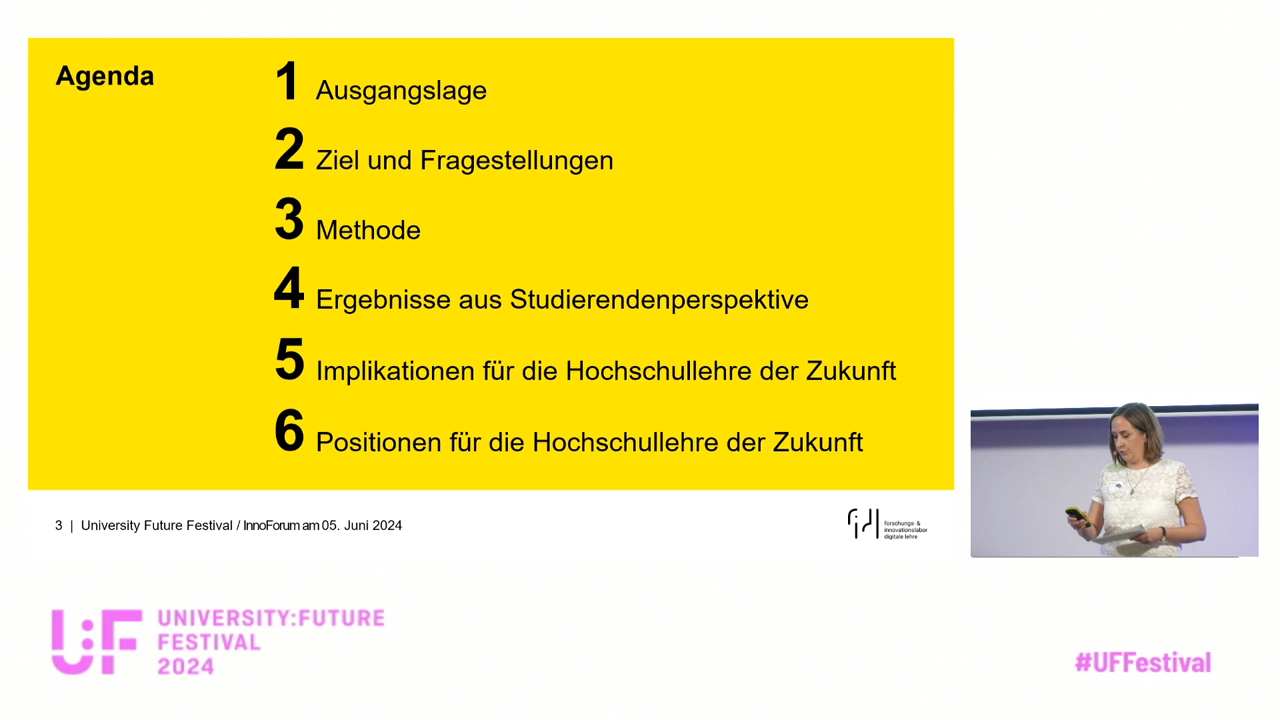 Agenda
1 Ausgangslage
2 Ziel und Fragestellungen
3 Methode
4 Ergebnisse aus Studierendenperspektive
5 Implikationen für die Hochschullehre der Zukunft
6 Positionen für die Hochschullehre der Zukunft
3 | University Future Festival / InnoForum am 05. Juni 2024
fidl
forschungs- &
innovationslabor
digitale lehre
U:F
UNIVERSITY:FUTURE
FESTIVAL
2024
#UFFestival